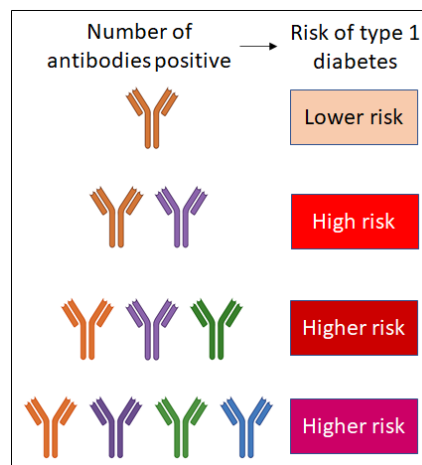 Number of
antibodies positive
Risk of type 1
diabetes
Lower risk
High risk
Higher risk
Higher risk